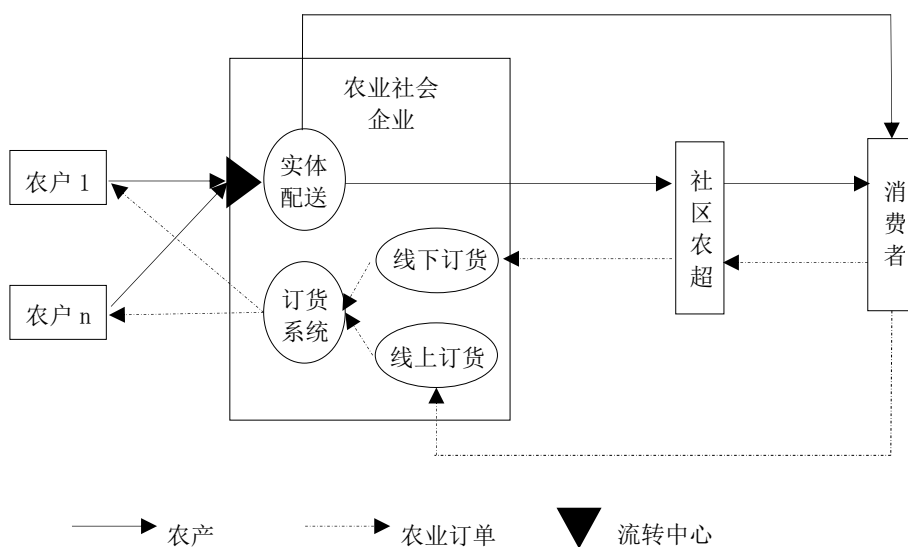 农业社会
企业
农户 1
实体
配送
社
区
农
超
消
费
者
线下订货
农户 n
订货
系统
线上订货
农产
农业订单
流转中心